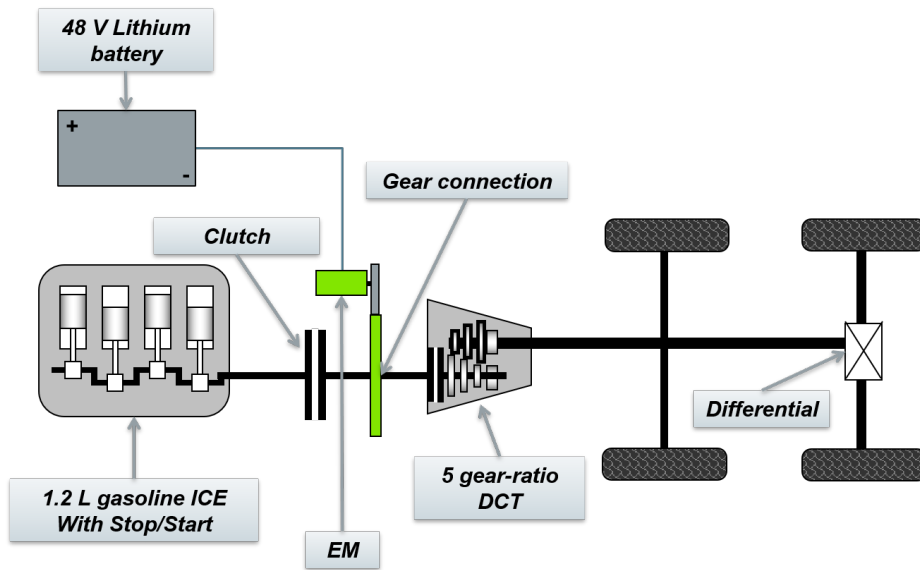 48 V Lithium
battery
+
-
Gear connection
Clutch
Differential
5 gear-ratio
DCT
1.2 L gasoline ICE
With Stop/Start
EM